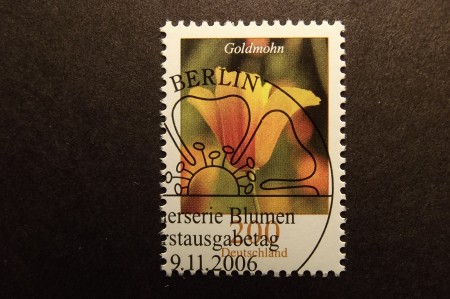 Goldmohn
BERLIN
erserie Blumen
200
rstausgabetag
Deutschland
9.11.2006